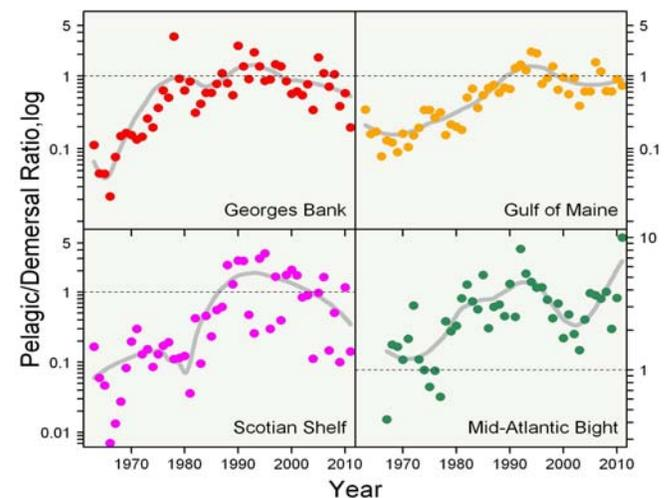 5
5
1
1
0.1
0.1
Georges Bank
Gulf of Maine
Pelagic/Demersal Ratio,log
5
10
1
0.1
1
0.01
Scotian Shelf
Mid-Atlantic Bight
1970 1980 1990 2000 2010
1970 1980 1990 2000 2010
Year